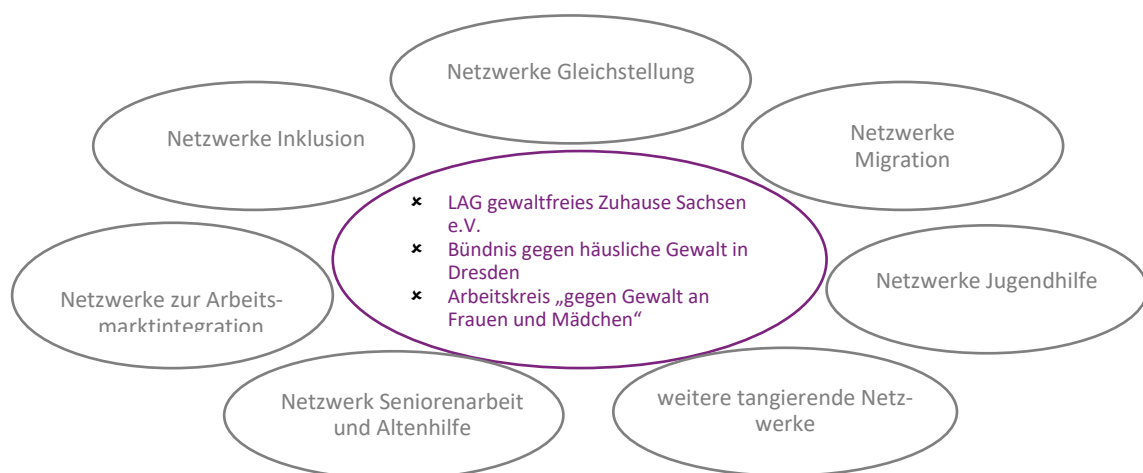 Netzwerke Gleichstellung
Netzwerke Inklusion
Netzwerke
Migration
× LAG gewaltfreies Zuhause Sachsen
e.V.
× Bündnis gegen häusliche Gewalt in
Dresden
× Arbeitskreis „gegen Gewalt an
Frauen und Mädchen“
Netzwerke zur Arbeits-
marktintegration
Netzwerke Jugendhilfe
Netzwerk Seniorenarbeit
und Altenhilfe
weitere tangierende Netz-
werke